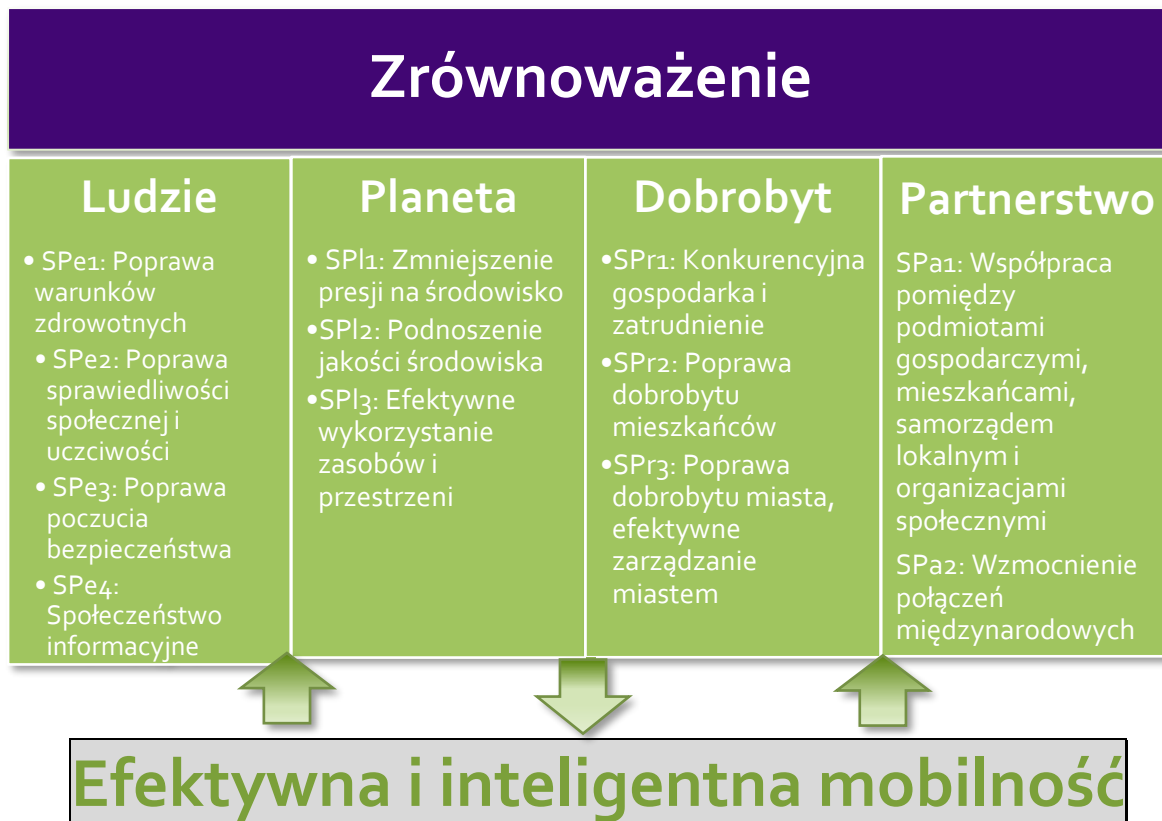 Zrównoważenie
Ludzie
• SPe1: Poprawa
warunków
zdrowotnych
• SPe2: Poprawa
sprawiedliwości
społecznej i
uczciwości
• SPe3: Poprawa
poczucia
bezpieczeństwa
• SPe4:
Społeczeństwo
informacyjne
Planeta
• SPl1: Zmniejszenie
presji na środowisko
•SPl2: Podnoszenie
jakości środowiska
•SPl3: Efektywne
wykorzystanie
zasobów i
przestrzeni
Dobrobyt
•SPr1: Konkurencyjna
gospodarka i
zatrudnienie
•SPr2: Poprawa
dobrobytu
mieszkańców
•SPr3: Poprawa
dobrobytu miasta,
efektywne
zarządzanie
miastem
Partnerstwo
SPa1: Współpraca
pomiędzy
podmiotami
gospodarczymi,
mieszkańcami,
samorządem
lokalnym i
organizacjami
społecznymi
SPa2: Wzmocnienie
połączeń
międzynarodowych
Efektywna i inteligentna mobilność